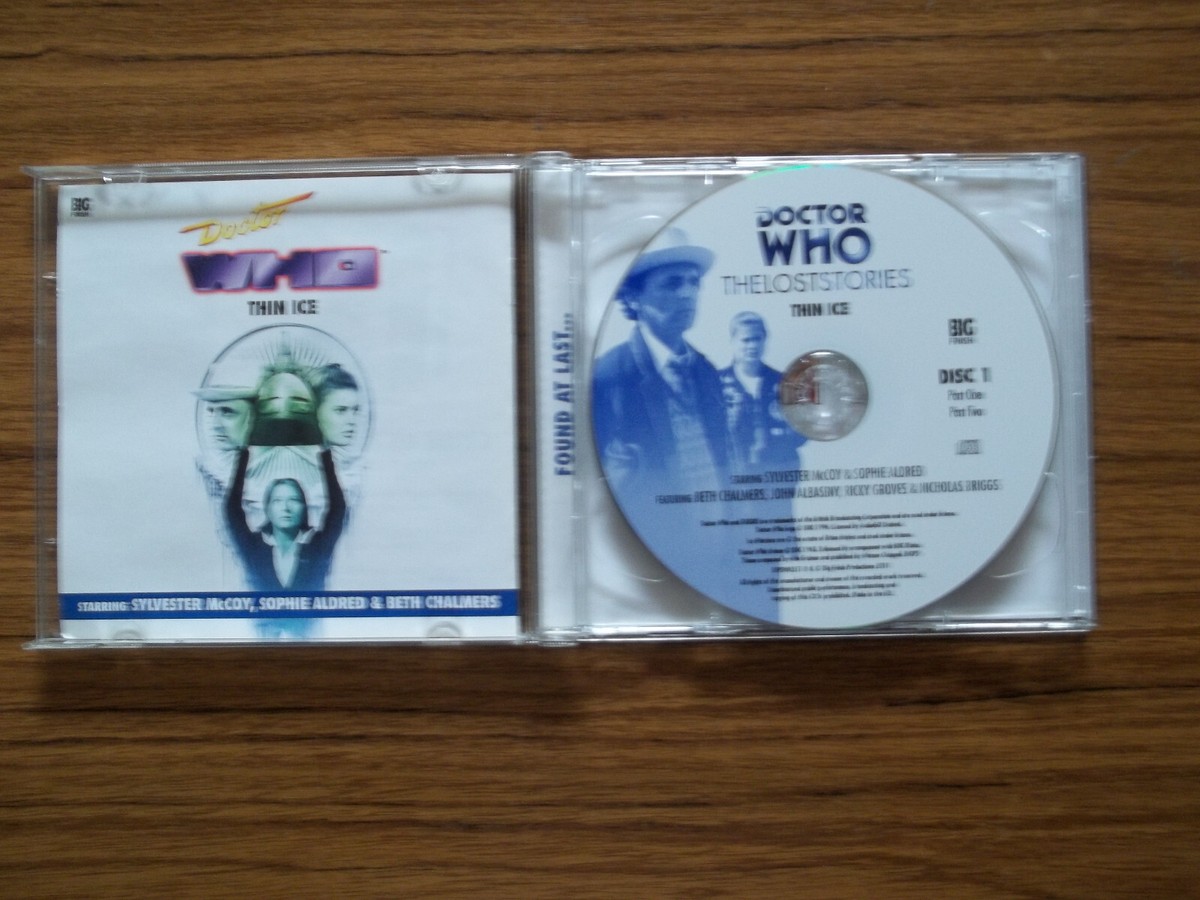 BIG
FINISH
DOCTOR
WHO
THIN ICE
STARRING SYLVESTER McCOY, SOPHIE ALDRED & BETH CHALMERS
FOUND AT LAST...
DOCTOR
WHO
THELOSTSTORIES
THIN ICE
BIG
FINISH
DISC 1
Part One
Part Two
STARRING SYLVESTER McCOY & SOPHIE ALDRED
FEATURING BETH CHALMERS, JOHN ALBASINY, RICKY GROVES & NICHOLAS BRIGGS